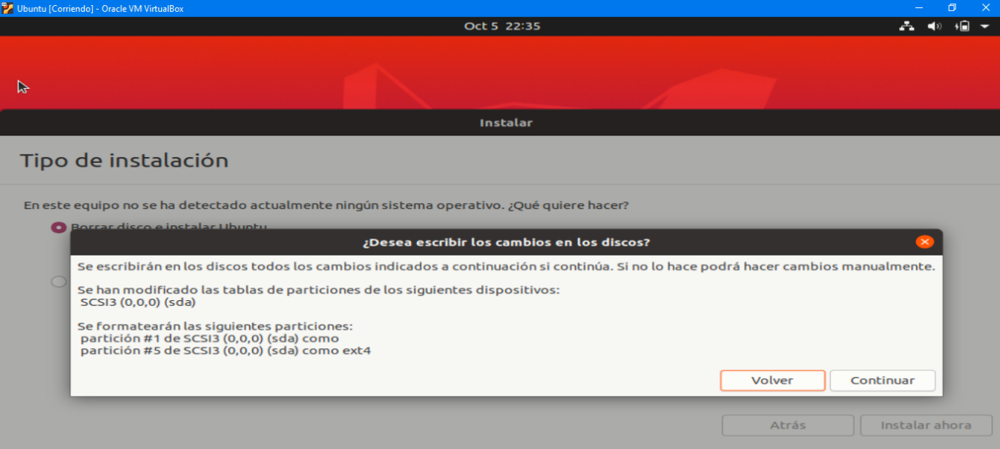 Ubuntu [Corriendo] - Oracle VM VirtualBox
Oct 5 22:35
Instalar
Tipo de instalación
En este equipo no se ha detectado actualmente ningún sistema operativo. ¿Qué quiere hacer?
Borrar disco e instalar Ubuntu
¿Desea escribir los cambios en los discos?
Se escribirán en los discos todos los cambios indicados a continuación si continúa. Si no lo hace podrá hacer cambios manualmente.
Se han modificado las tablas de particiones de los siguientes dispositivos:
SCSI3 (0,0,0) (sda)
Se formatearán las siguientes particiones:
partición #1 de SCSI3 (0,0,0) (sda) como
partición #5 de SCSI3 (0,0,0) (sda) como ext4
Volver Continuar
Atrás Instalar ahora